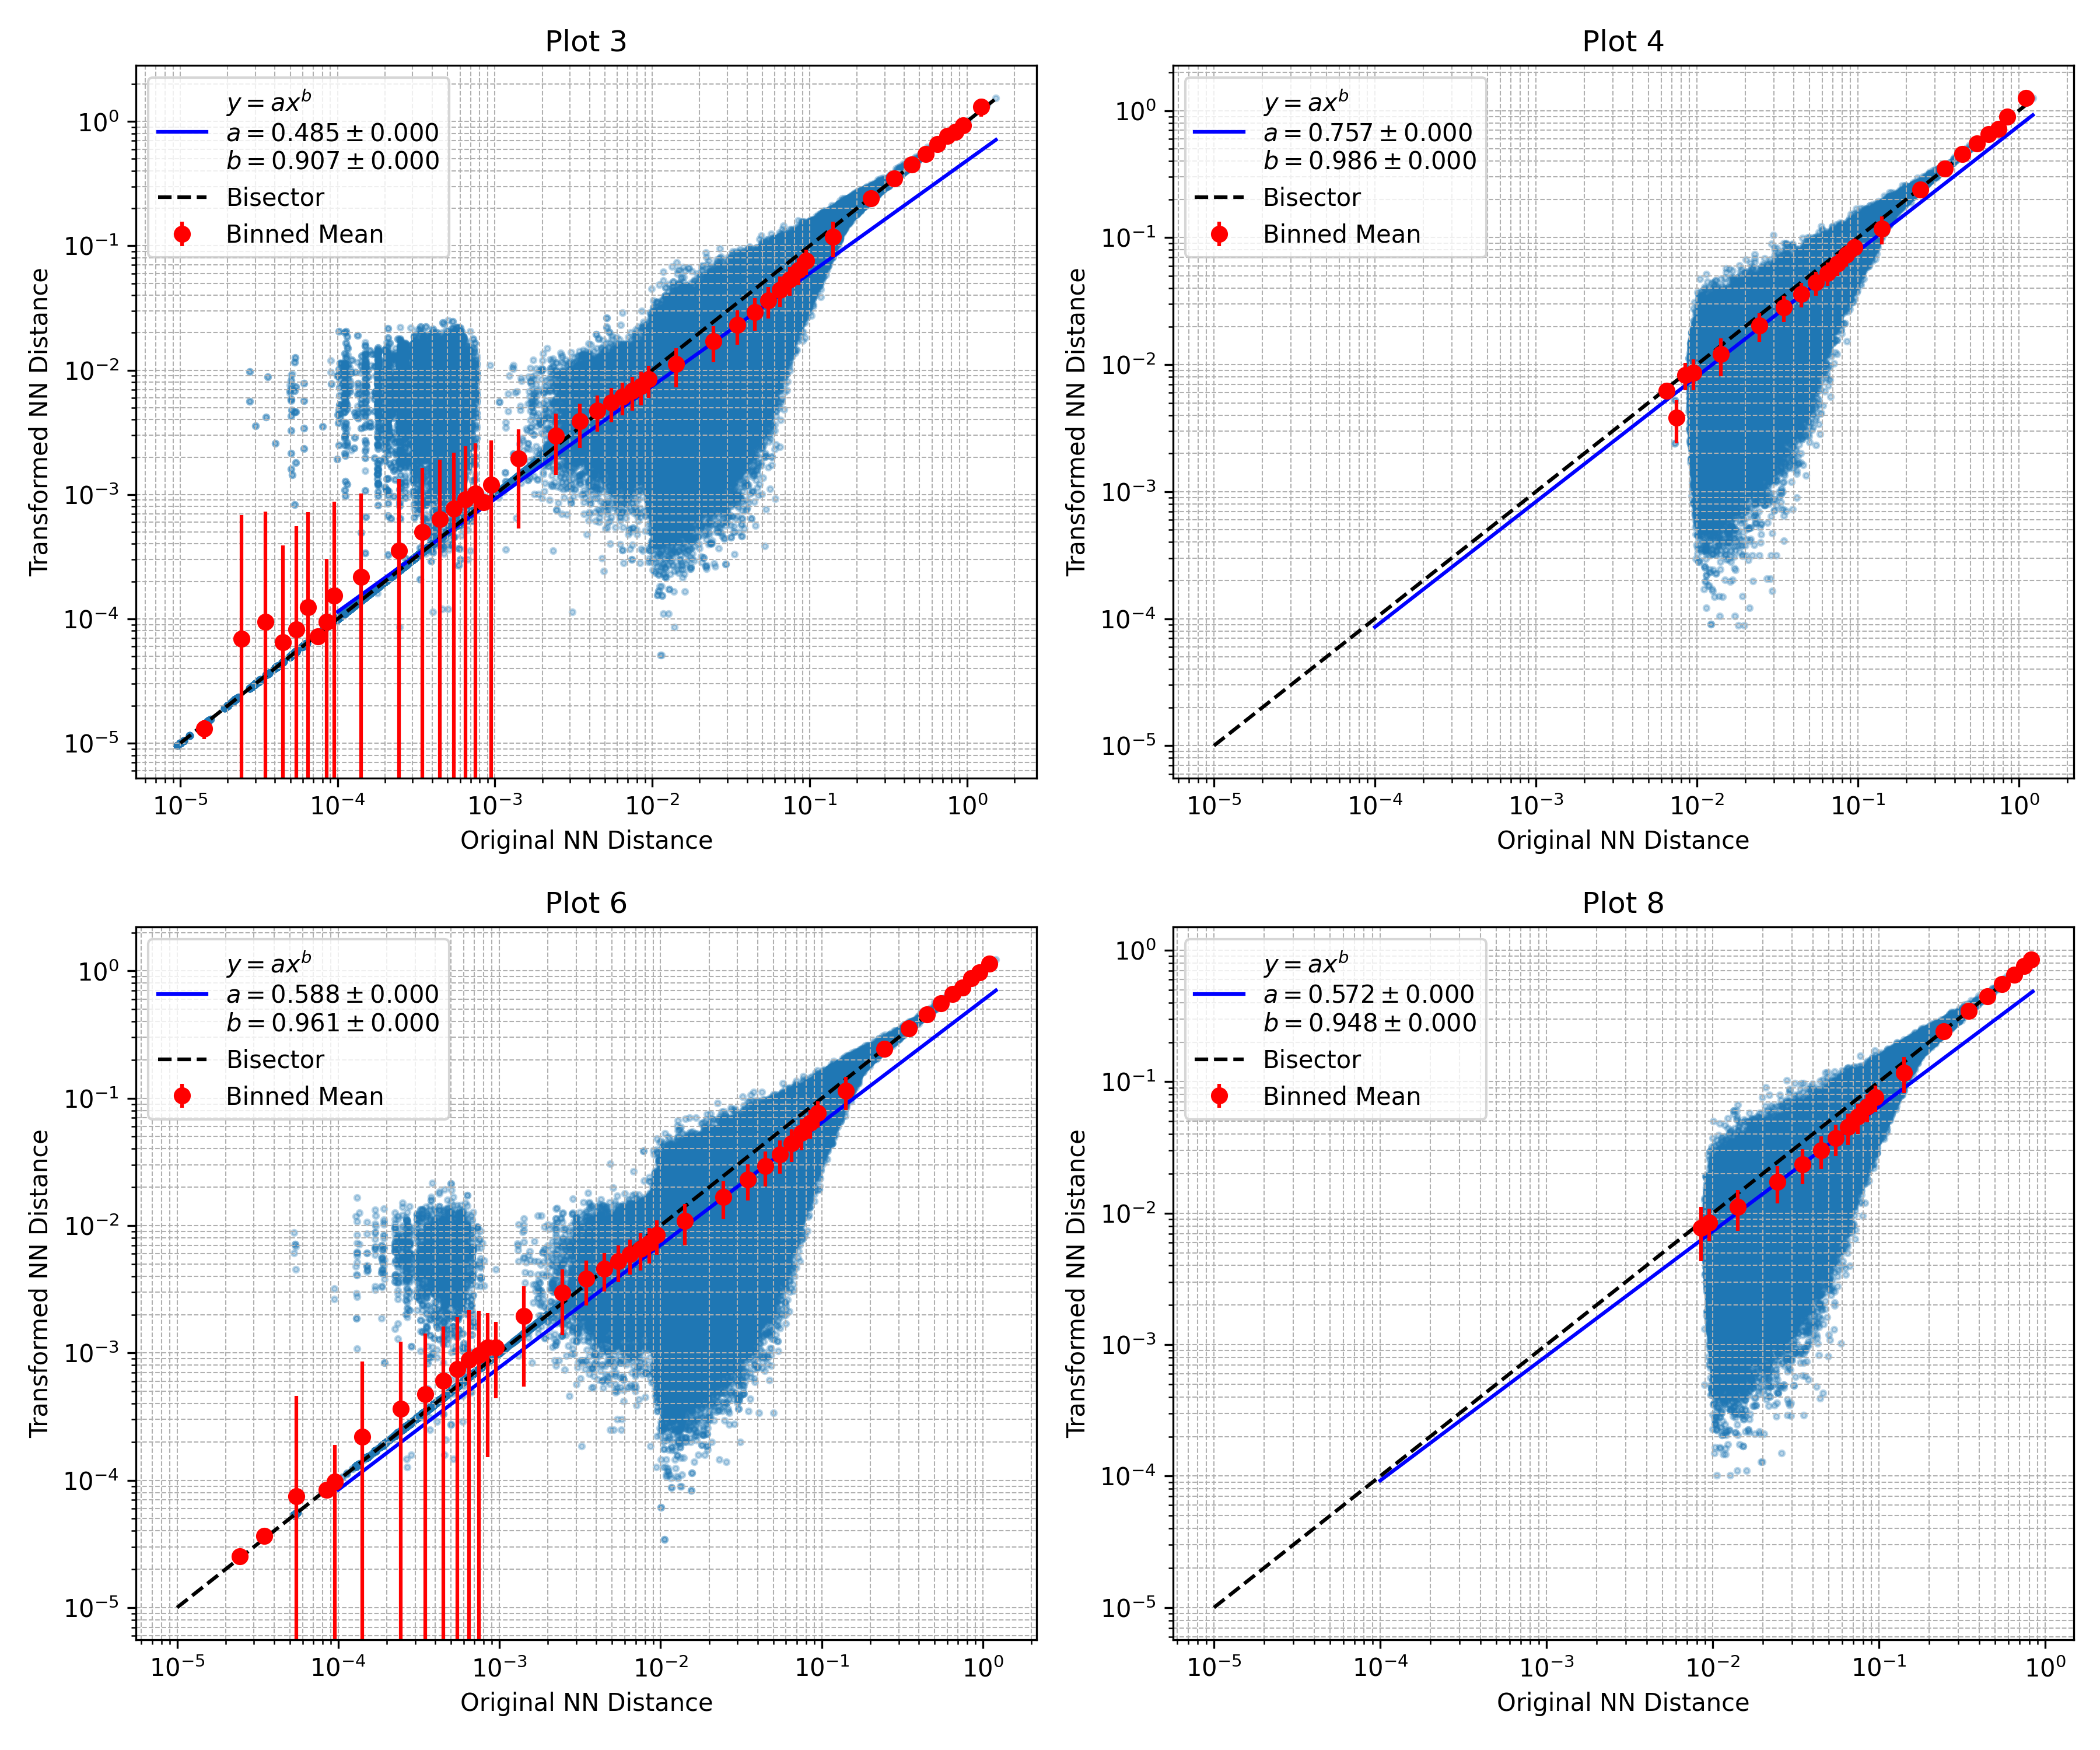 Plot 3
y = ax^b
a = 0.485 ± 0.000
b = 0.907 ± 0.000
Bisector
Binned Mean
Transformed NN Distance
10^0
10^−1
10^−2
10^−3
10^−4
10^−5
10^−5 10^−4 10^−3 10^−2 10^−1 10^0
Original NN Distance
Plot 4
y = ax^b
a = 0.757 ± 0.000
b = 0.986 ± 0.000
Bisector
Binned Mean
Transformed NN Distance
10^0
10^−1
10^−2
10^−3
10^−4
10^−5
10^−5 10^−4 10^−3 10^−2 10^−1 10^0
Original NN Distance
Plot 6
y = ax^b
a = 0.588 ± 0.000
b = 0.961 ± 0.000
Bisector
Binned Mean
Transformed NN Distance
10^0
10^−1
10^−2
10^−3
10^−4
10^−5
10^−5 10^−4 10^−3 10^−2 10^−1 10^0
Original NN Distance
Plot 8
y = ax^b
a = 0.572 ± 0.000
b = 0.948 ± 0.000
Bisector
Binned Mean
Transformed NN Distance
10^0
10^−1
10^−2
10^−3
10^−4
10^−5
10^−5 10^−4 10^−3 10^−2 10^−1 10^0
Original NN Distance